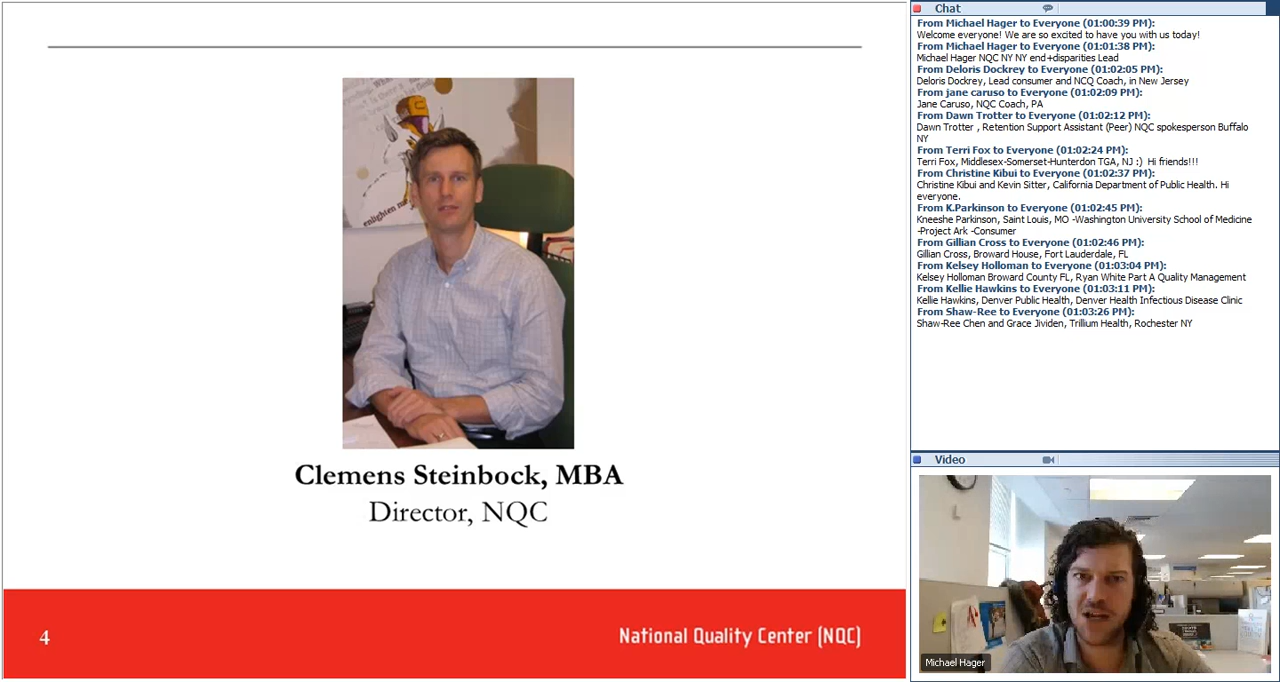 enlighten m
Clemens Steinbock, MBA
Director, NQC
4
National Quality Center (NQC)
Chat
From Michael Hager to Everyone (01:00:39 PM):
Welcome everyone! We are so excited to have you with us today!
From Michael Hager to Everyone (01:01:38 PM):
Michael Hager NQC NY NY end+disparities Lead
From Deloris Dockrey to Everyone (01:02:05 PM):
Deloris Dockrey, Lead consumer and NCQ Coach, in New Jersey
From jane caruso to Everyone (01:02:09 PM):
Jane Caruso, NQC Coach, PA
From Dawn Trotter to Everyone (01:02:12 PM):
Dawn Trotter , Retention Support Assistant (Peer) NQC spokesperson Buffalo
NY
From Terri Fox to Everyone (01:02:24 PM):
Terri Fox, Middlesex-Somerset-Hunterdon TGA, NJ :)  Hi friends!!!
From Christine Kibui to Everyone (01:02:37 PM):
Christine Kibui and Kevin Sitter, California Department of Public Health. Hi
everyone.
From K.Parkinson to Everyone (01:02:45 PM):
Kneeshe Parkinson, Saint Louis, MO -Washington University School of Medicine
-Project Ark -Consumer
From Gillian Cross to Everyone (01:02:46 PM):
Gillian Cross, Broward House, Fort Lauderdale, FL
From Kelsey Holloman to Everyone (01:03:04 PM):
Kelsey Holloman Broward County FL, Ryan White Part A Quality Management
From Kellie Hawkins to Everyone (01:03:11 PM):
Kellie Hawkins, Denver Public Health, Denver Health Infectious Disease Clinic
From Shaw-Ree to Everyone (01:03:26 PM):
Shaw-Ree Chen and Grace Jividen, Trillium Health, Rochester NY
Video
Michael Hager